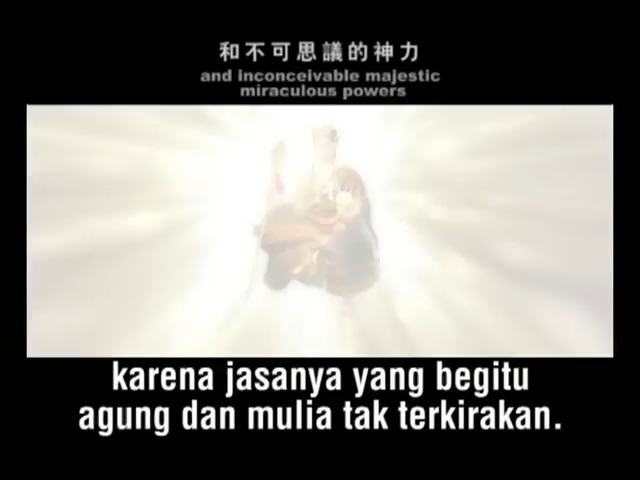 和不可思議的神力
and inconceivable majestic
miraculous powers
karena jasanya yang begitu
agung dan mulia tak terkirakan.